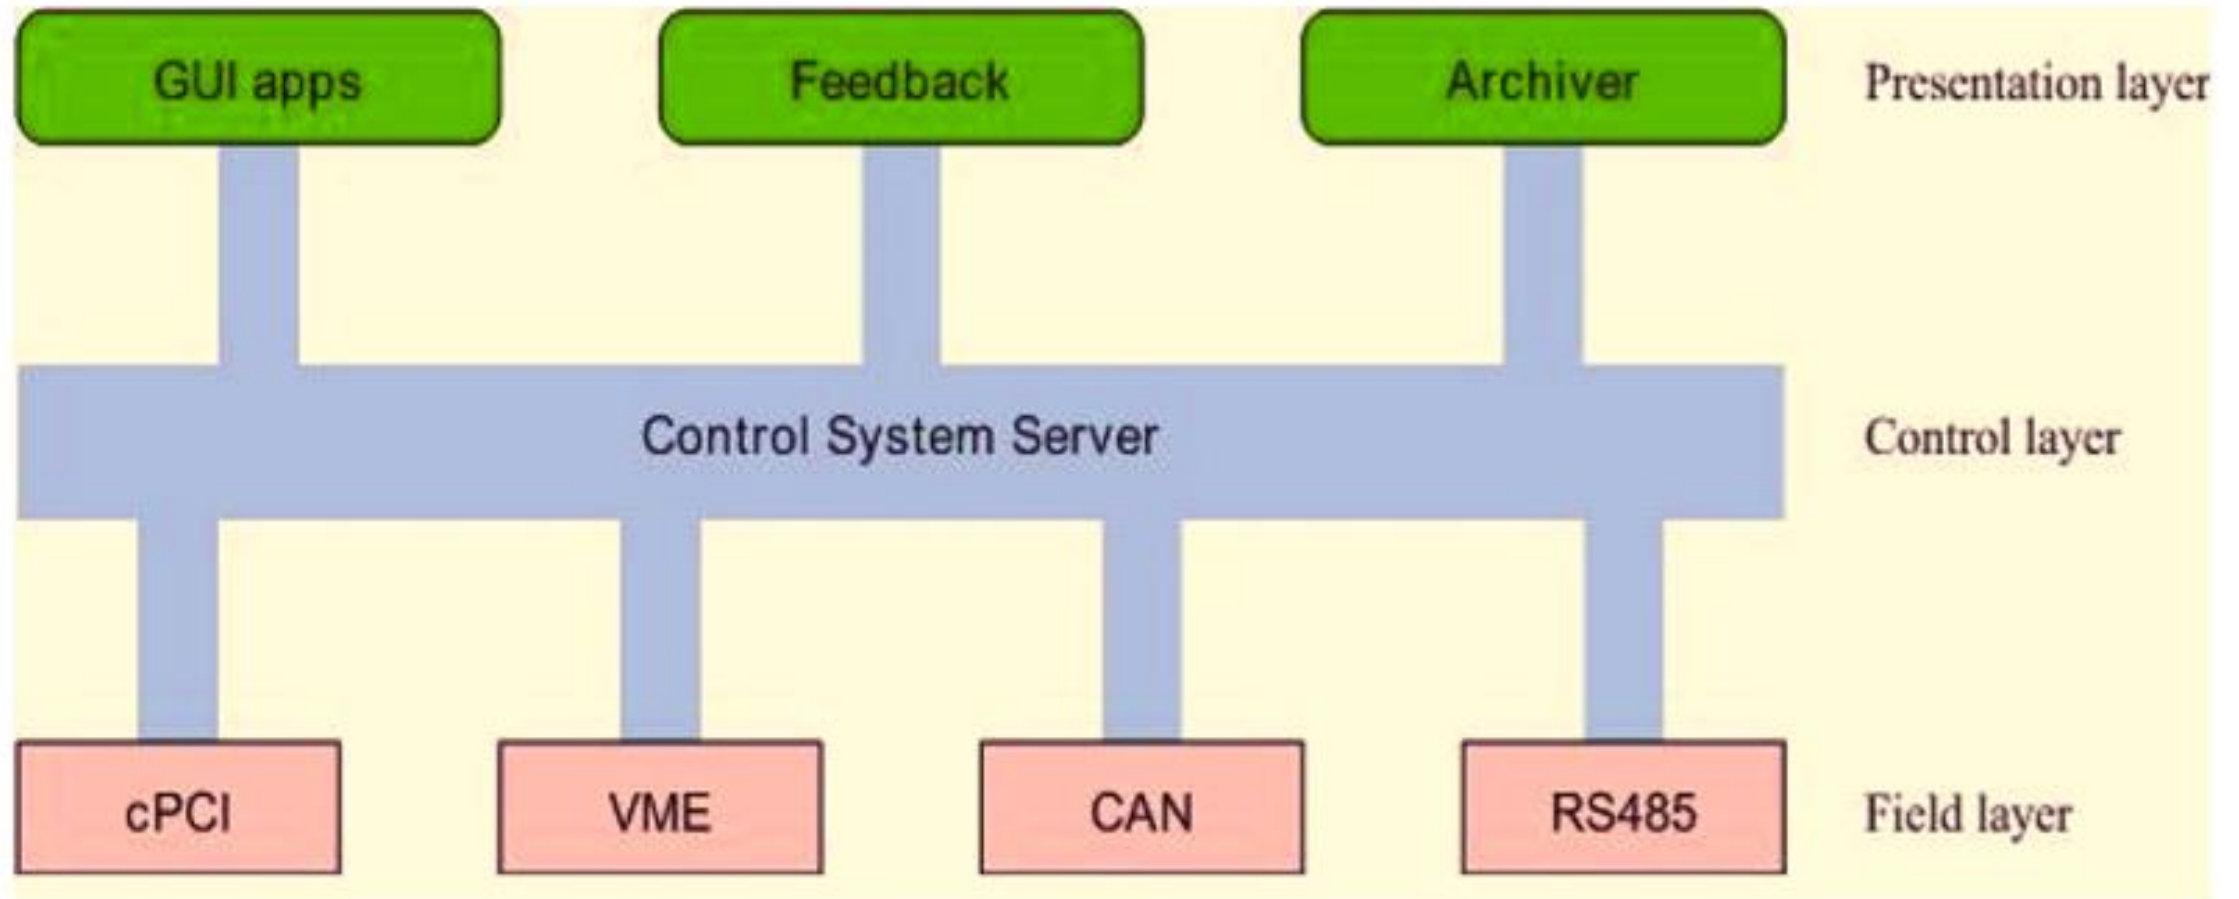 GUI apps
Feedback
Archiver
Presentation layer
Control System Server
Control layer
cPCI
VME
CAN
RS485
Field layer